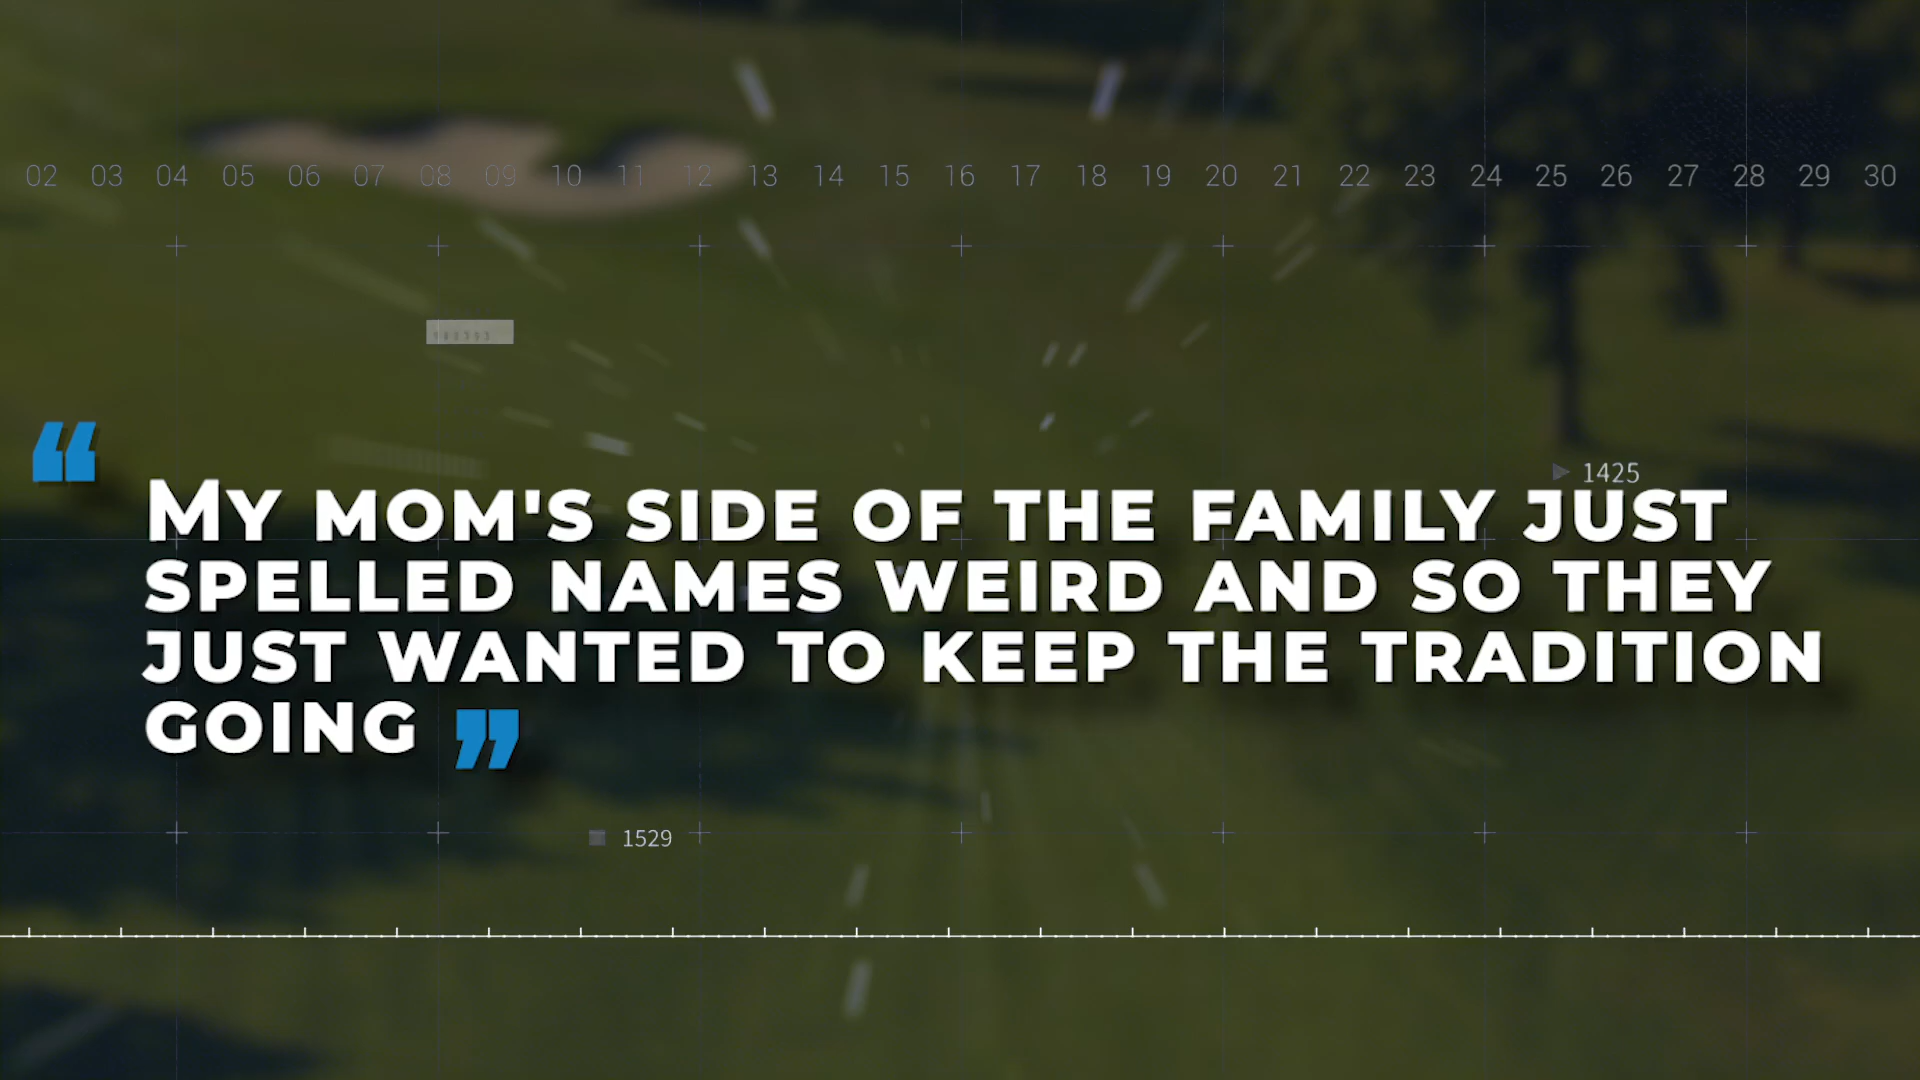 02 03 04 05 06 07 08 09 10 11 12 13 14 15 16 17 18 19 20 21 22 23 24 25 26 27 28 29 30
1425
“ My mom's side of the family just
spelled names weird and so they
just wanted to keep the tradition
going ”
1529